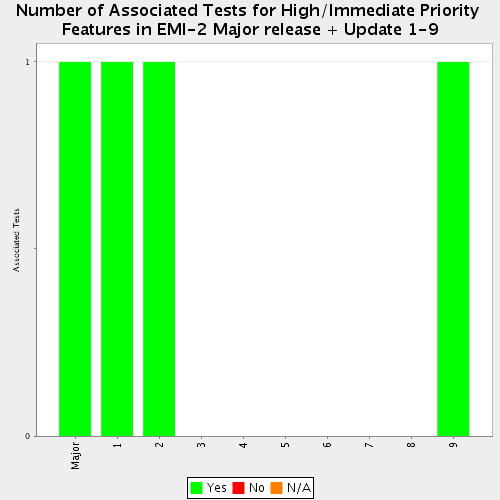 Number of Associated Tests for High/Immediate Priority
Features in EMI-2 Major release + Update 1-9
1
Associated Tests
0
Major
1
2
3
4
5
6
7
8
9
Yes No N/A